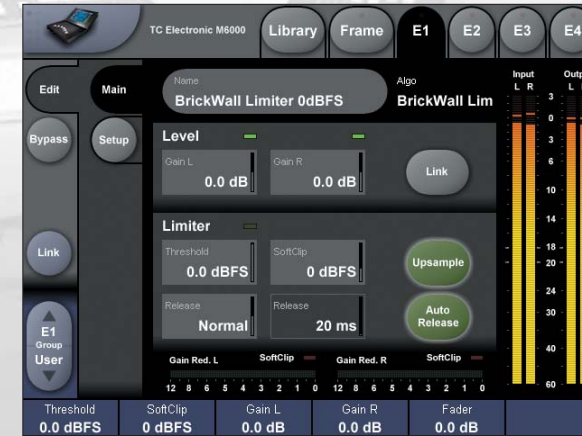 TC Electronic M6000
Library
Frame
E1
E2
E3
E4
Edit
Main
Name
BrickWall Limiter 0dBFS
Algo
BrickWall Lim
Input
L R
Outp
L
Bypass
Setup
Level
Gain L
0.0 dB
Gain R
0.0 dB
Link
Link
Limiter
Threshold
0.0 dBFS
SoftClip
0 dBFS
Upsample
Release
Normal
Release
20 ms
Auto
Release
E1
Group
User
Gain Red. L
SoftClip
Gain Red. R
SoftClip
12 8 6 5 4 3 2 1 0
12 8 6 5 4 3 2 1 0
3
0
3
6
10
14
18
20
24
30
40
60
Threshold
0.0 dBFS
SoftClip
0 dBFS
Gain L
0.0 dB
Gain R
0.0 dB
Fader
0.0 dB